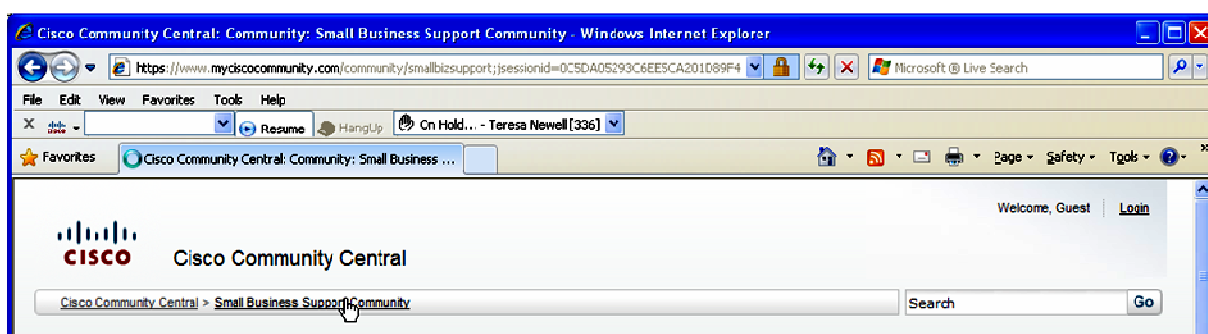 Cisco Community Central: Community: Small Business Support Community - Windows Internet Explorer
https://www.myciscocommunity.com/community/smallbizsupport;jsessionid=0C5DA05293C6EE5CA201D89F4 Microsoft ® Live Search
File Edit View Favorites Tools Help
X Resume HangUp On Hold... - Teresa Newell [336]
Favorites Cisco Community Central: Community: Small Business ... Page Safety Tools
Welcome, Guest Login
CISCO Cisco Community Central
Cisco Community Central > Small Business Support Community Search Go